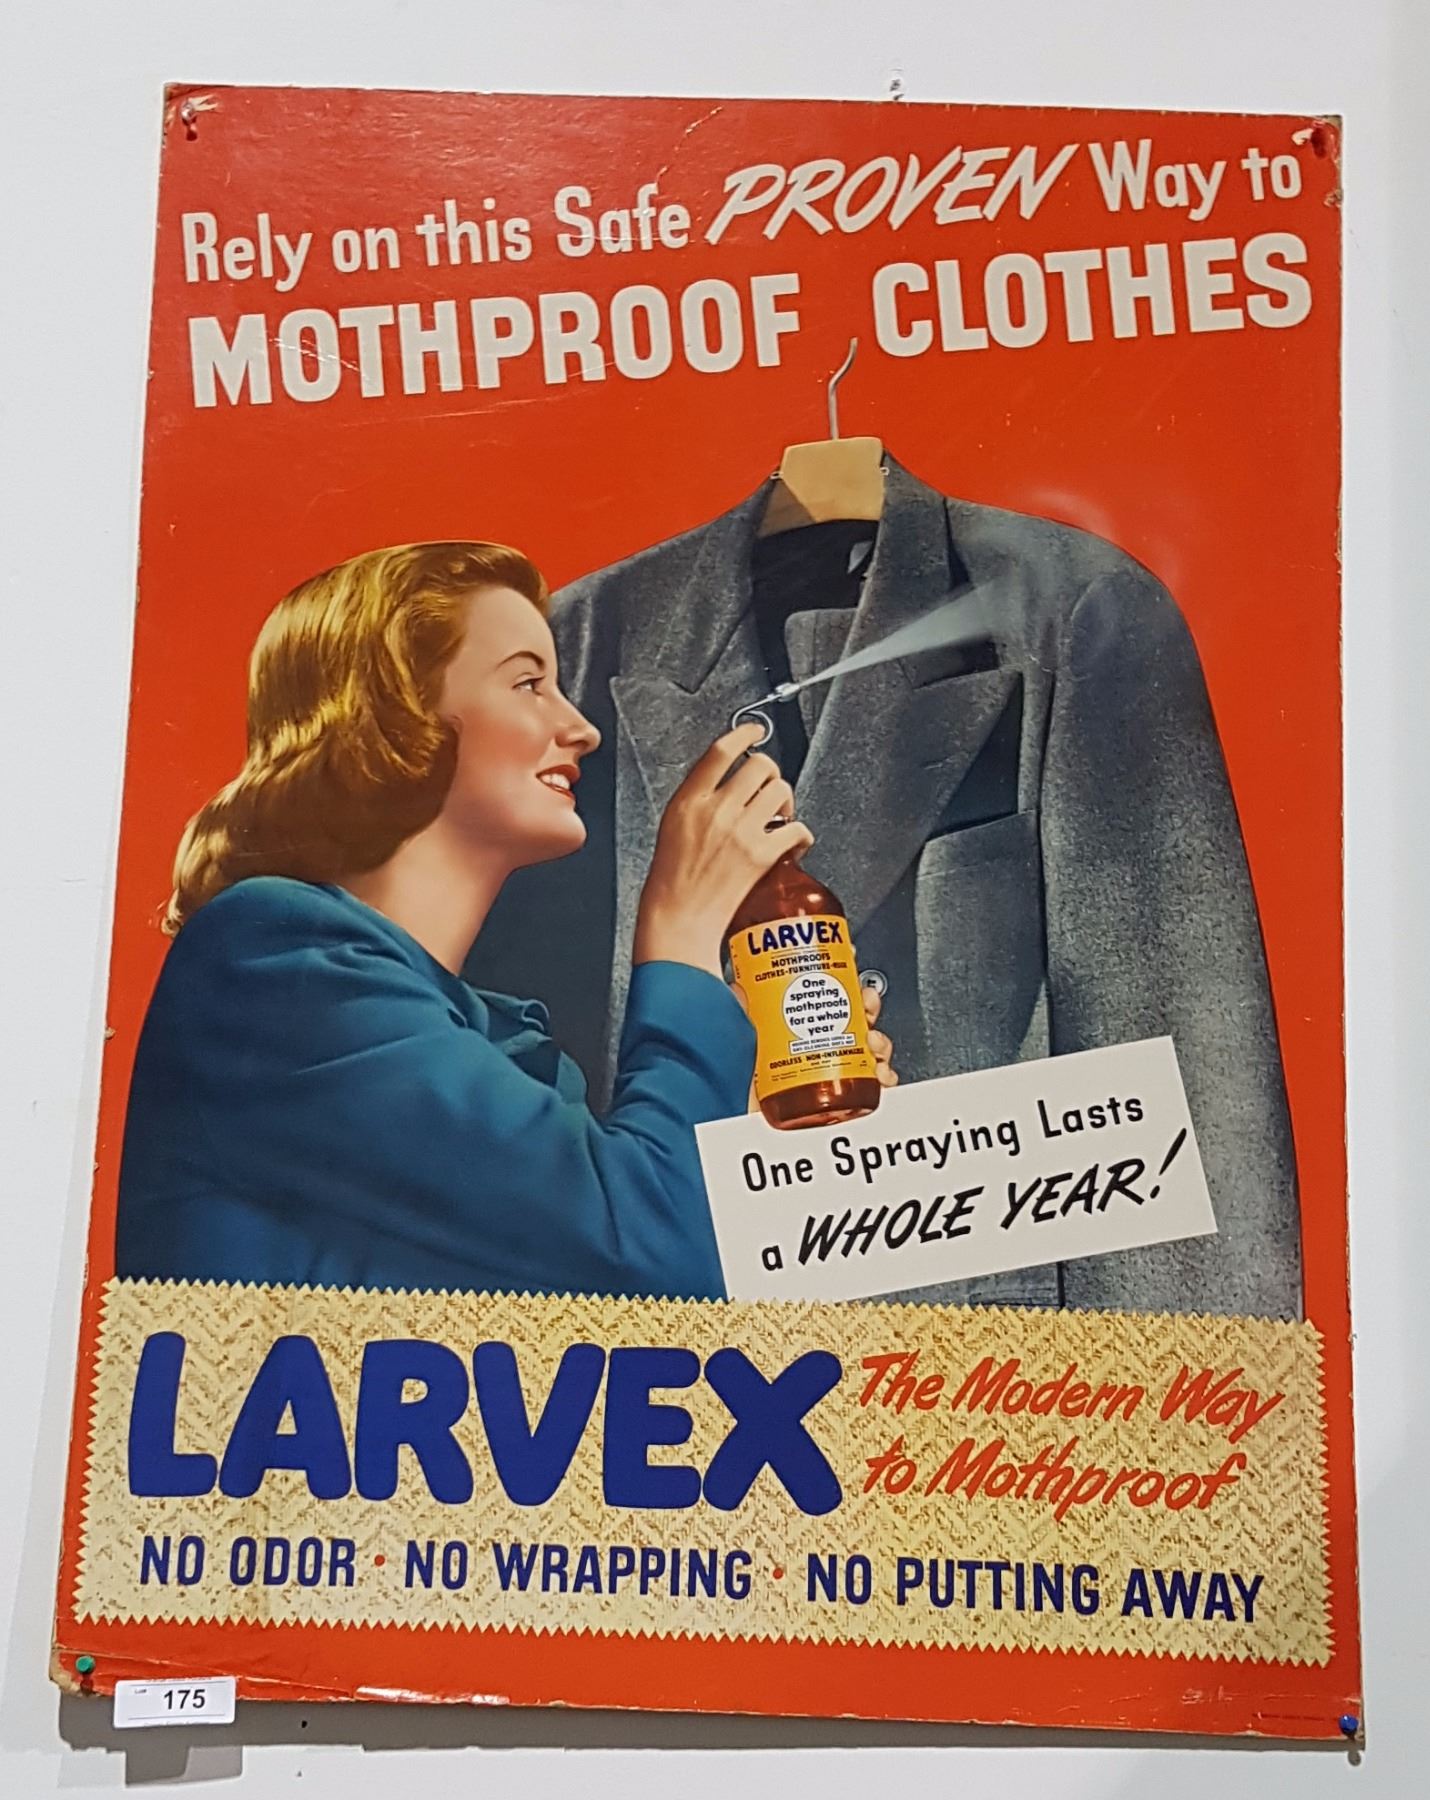 Rely on this Safe PROVEN Way to
MOTHPROOF CLOTHES
LARVEX
MOTHPROOFS
CLOTHES-FURNITURE-RUGS
One
spraying
mothproofs
for a whole
year
ODORLESS NON-INFLAMMABLE
One Spraying Lasts
a WHOLE YEAR!
LARVEX
The Modern Way
to Mothproof
NO ODOR • NO WRAPPING • NO PUTTING AWAY
Lot
175